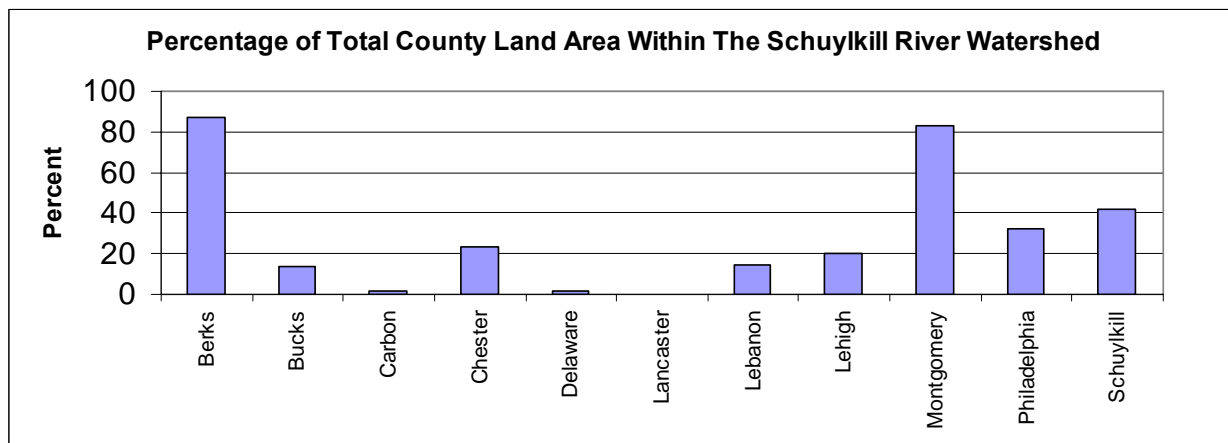 Percentage of Total County Land Area Within The Schuylkill River Watershed
Percent
100
80
60
40
20
0
Berks
Bucks
Carbon
Chester
Delaware
Lancaster
Lebanon
Lehigh
Montgomery
Philadelphia
Schuylkill